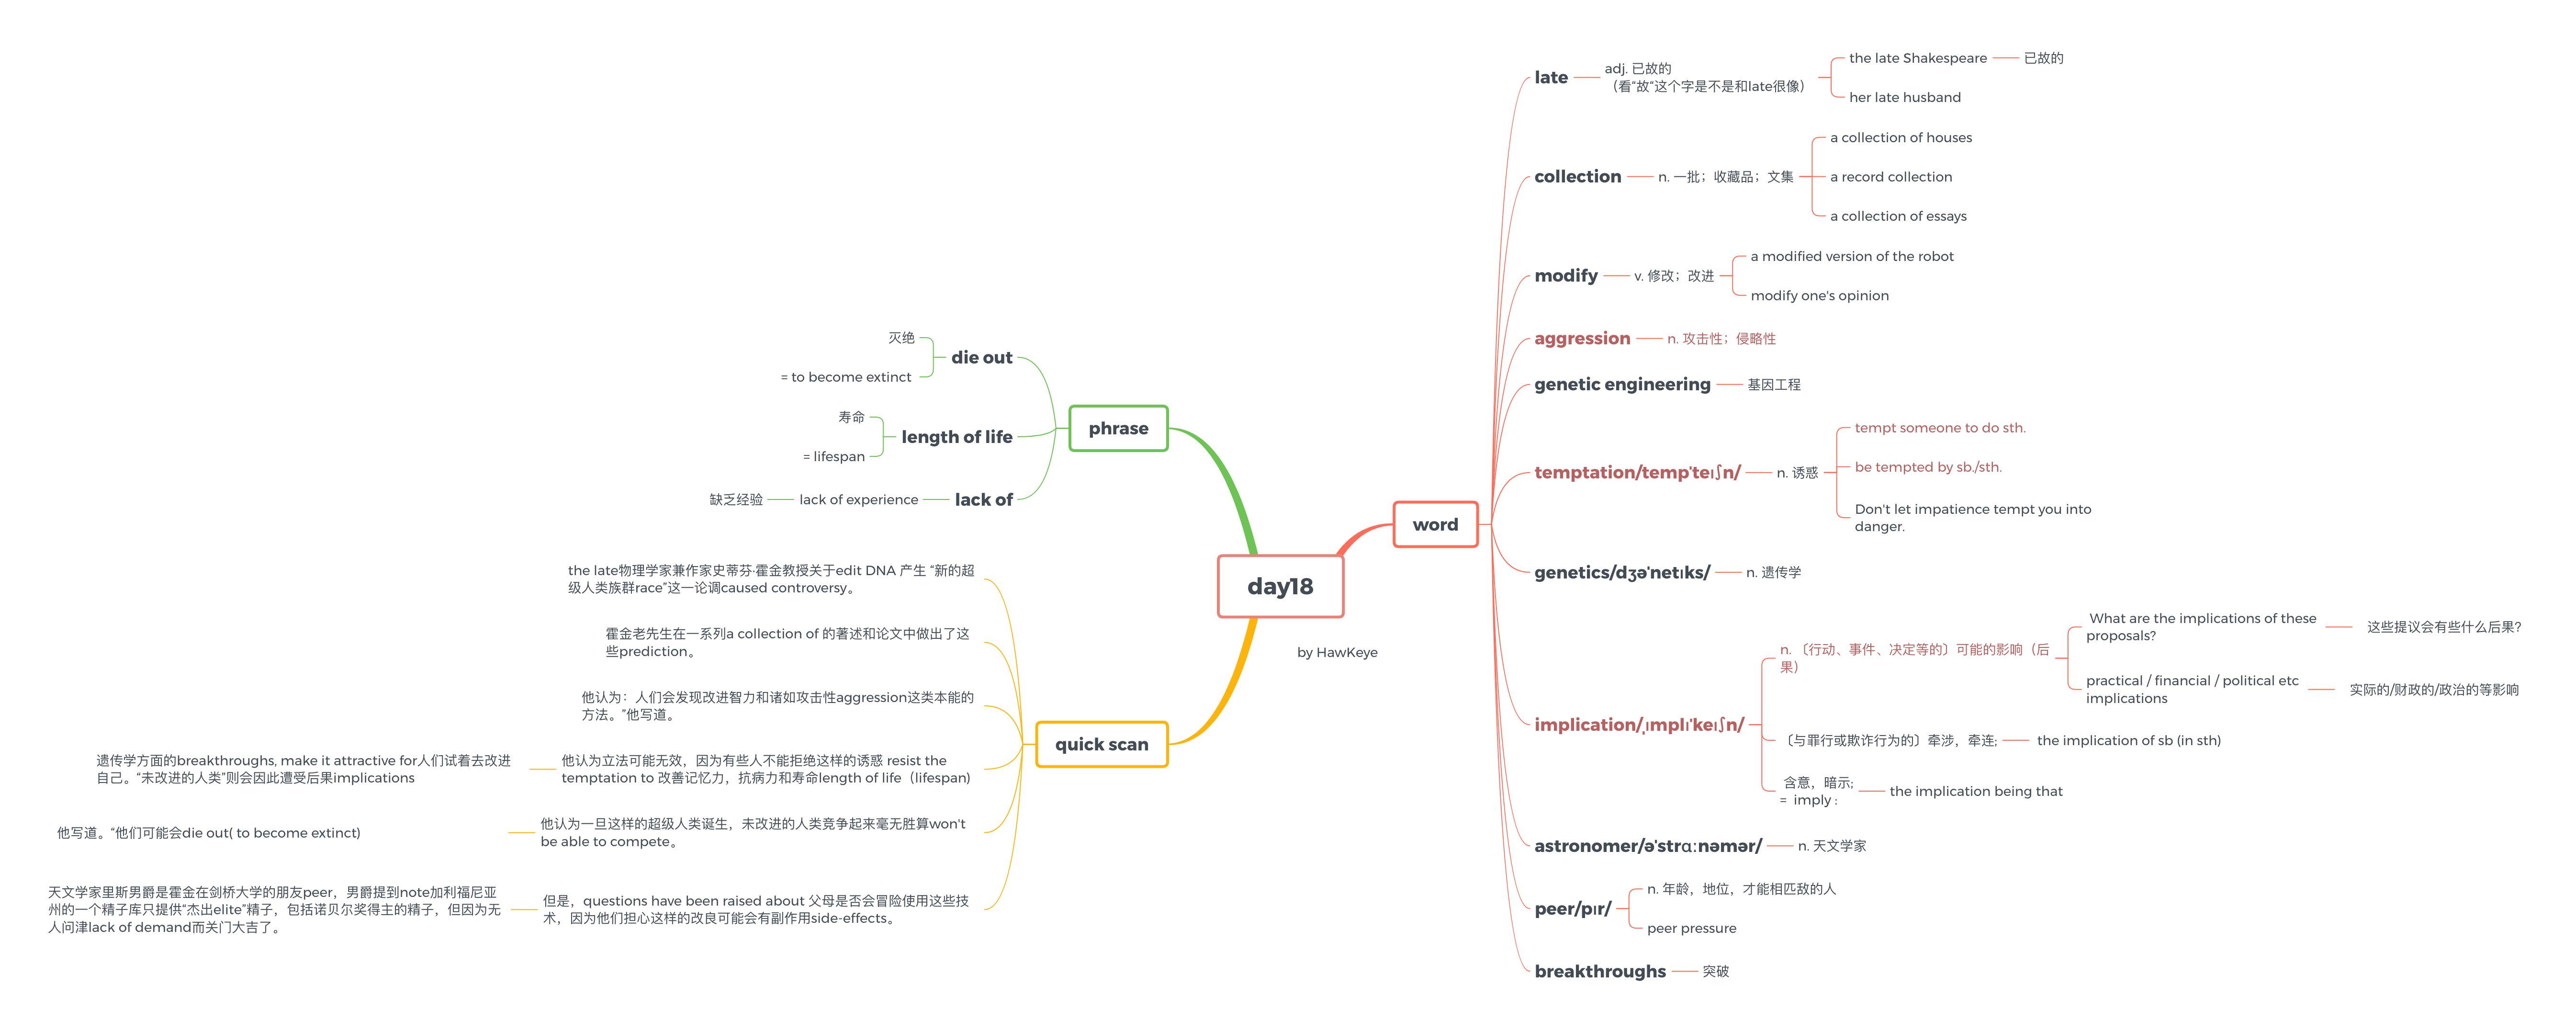 day18
by HawKeye
word
late
adj. 已故的
（看“故”这个字是不是和late很像）
the late Shakespeare
已故的
her late husband
collection
n. 一批；收藏品；文集
a collection of houses
a record collection
a collection of essays
modify
v. 修改；改进
a modified version of the robot
modify one's opinion
aggression
n. 攻击性；侵略性
genetic engineering
基因工程
temptation/temp'teɪʃn/
n. 诱惑
tempt someone to do sth.
be tempted by sb./sth.
Don't let impatience tempt you into
danger.
genetics/dʒə'netɪks/
n. 遗传学
implication/ˌɪmplɪ'keɪʃn/
n. 〔行动、事件、决定等的〕可能的影响（后
果）
What are the implications of these
proposals?
这些提议会有些什么后果？
practical / financial / political etc
implications
实际的/财政的/政治的等影响
〔与罪行或欺诈行为的〕牵涉，牵连;
the implication of sb (in sth)
含意，暗示;
= imply :
the implication being that
astronomer/ə'strɑːnəmər/
n. 天文学家
peer/pɪr/
n. 年龄，地位，才能相匹敌的人
peer pressure
breakthroughs
突破
phrase
die out
灭绝
= to become extinct
length of life
寿命
= lifespan
lack of
lack of experience
缺乏经验
quick scan
the late物理学家兼作家史蒂芬·霍金教授关于edit DNA 产生 “新的超
级人类族群race”这一论调caused controversy。
霍金老先生在一系列a collection of 的著述和论文中做出了这
些prediction。
他认为：人们会发现改进智力和诸如攻击性aggression这类本能的
方法。”他写道。
他认为立法可能无效，因为有些人不能拒绝这样的诱惑 resist the
temptation to 改善记忆力，抗病力和寿命length of life（lifespan)
遗传学方面的breakthroughs, make it attractive for人们试着去改进
自己。“未改进的人类”则会因此遭受后果implications
他认为一旦这样的超级人类诞生，未改进的人类竞争起来毫无胜算won't
be able to compete。
他写道。“他们可能会die out( to become extinct)
但是，questions have been raised about 父母是否会冒险使用这些技
术，因为他们担心这样的改良可能会有副作用side-effects。
天文学家里斯男爵是霍金在剑桥大学的朋友peer，男爵提到note加利福尼亚
州的一个精子库只提供“杰出elite”精子，包括诺贝尔奖得主的精子，但因为无
人问津lack of demand而关门大吉了。